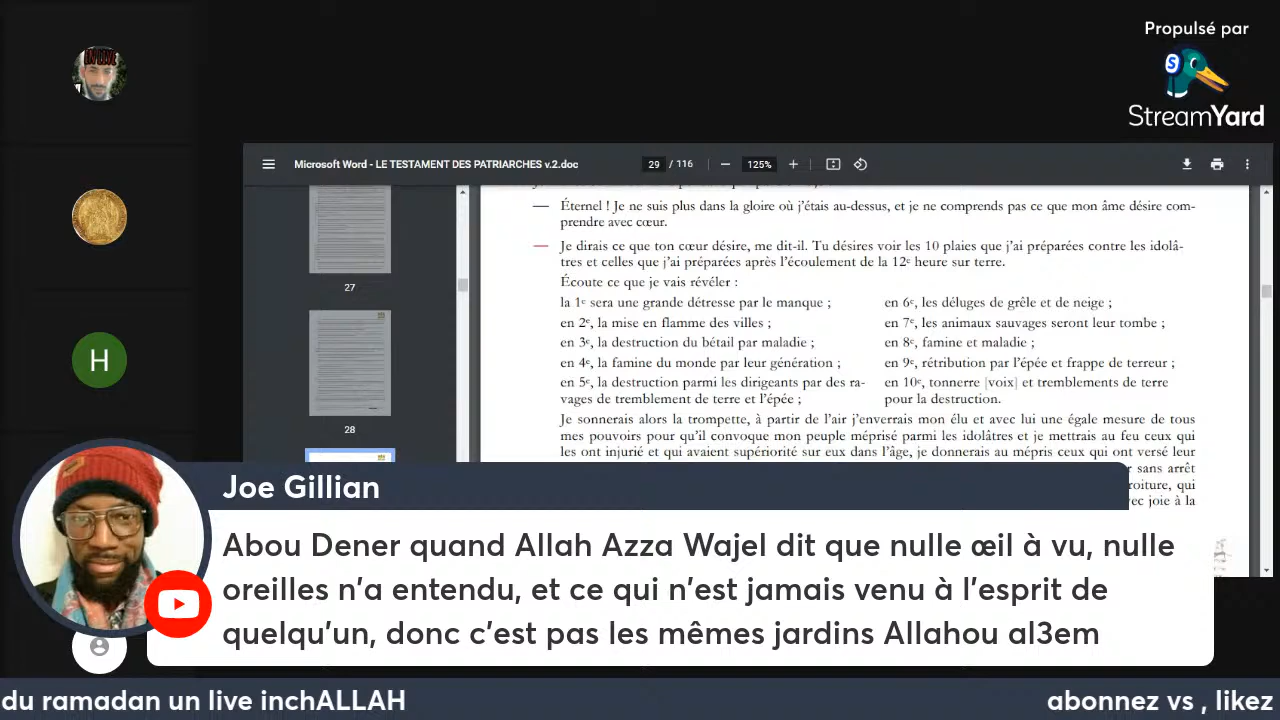 EN LIVE
Propulsé par
StreamYard
Microsoft Word - LE TESTAMENT DES PATRIARCHES v.2.doc
29 / 116
125%
— Éternel ! Je ne suis plus dans la gloire où j'étais au-dessus, et je ne comprends pas ce que mon âme désire com-
prendre avec cœur.
— Je dirais ce que ton cœur désire, me dit-il. Tu désires voir les 10 plaies que j'ai préparées contre les idolâ-
tres et celles que j'ai préparées après l'écoulement de la 12e heure sur terre.
Écoute ce que je vais révéler :
la 1e sera une grande détresse par le manque ;
en 2e, la mise en flamme des villes ;
en 3e, la destruction du bétail par maladie ;
en 4e, la famine du monde par leur génération ;
en 5e, la destruction parmi les dirigeants par des ra-
vages de tremblement de terre et l'épée ;
en 6e, les déluges de grêle et de neige ;
en 7e, les animaux sauvages seront leur tombe ;
en 8e, famine et maladie ;
en 9e, rétribution par l'épée et frappe de terreur ;
en 10e, tonnerre [voix] et tremblements de terre
pour la destruction.
Je sonnerais alors la trompette, à partir de l'air j'enverrais mon élu et avec lui une égale mesure de tous
mes pouvoirs pour qu'il convoque mon peuple méprisé parmi les idolâtres et je mettrais au feu ceux qui
les ont injurié et qui avaient supériorité sur eux dans l'âge, je donnerais au mépris ceux qui ont versé leur
sans arrêt
roiture, qui
vec joie à la
27
28
H
Joe Gillian
Abou Dener quand Allah Azza Wajel dit que nulle œil à vu, nulle
oreilles n'a entendu, et ce qui n'est jamais venu à l'esprit de
quelqu'un, donc c'est pas les mêmes jardins Allahou al3em
du ramadan un live inchALLAH
abonnez vs , likez